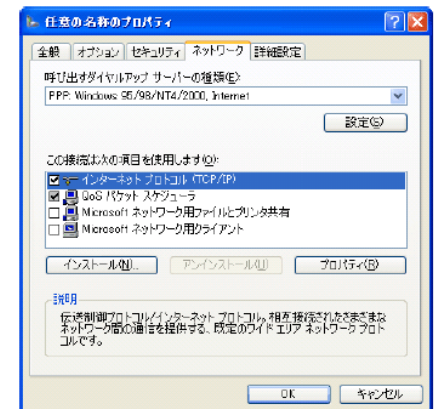 任意の名称のプロパティ
全般 オプション セキュリティ ネットワーク 詳細設定
呼び出すダイヤルアップ サーバーの種類(E):
PPP: Windows 95/98/NT4/2000, Internet
設定(S)
この接続は次の項目を使用します(O):
インターネット プロトコル (TCP/IP)
QoS パケット スケジューラ
Microsoft ネットワーク用ファイルとプリンタ共有
Microsoft ネットワーク用クライアント
インストール(N)... アンインストール(U) プロパティ(R)
説明
伝送制御プロトコル/インターネット プロトコル。相互接続されたさまざまな
ネットワーク間の通信を提供する、既定のワイド エリア ネットワーク プロト
コルです。
OK キャンセル